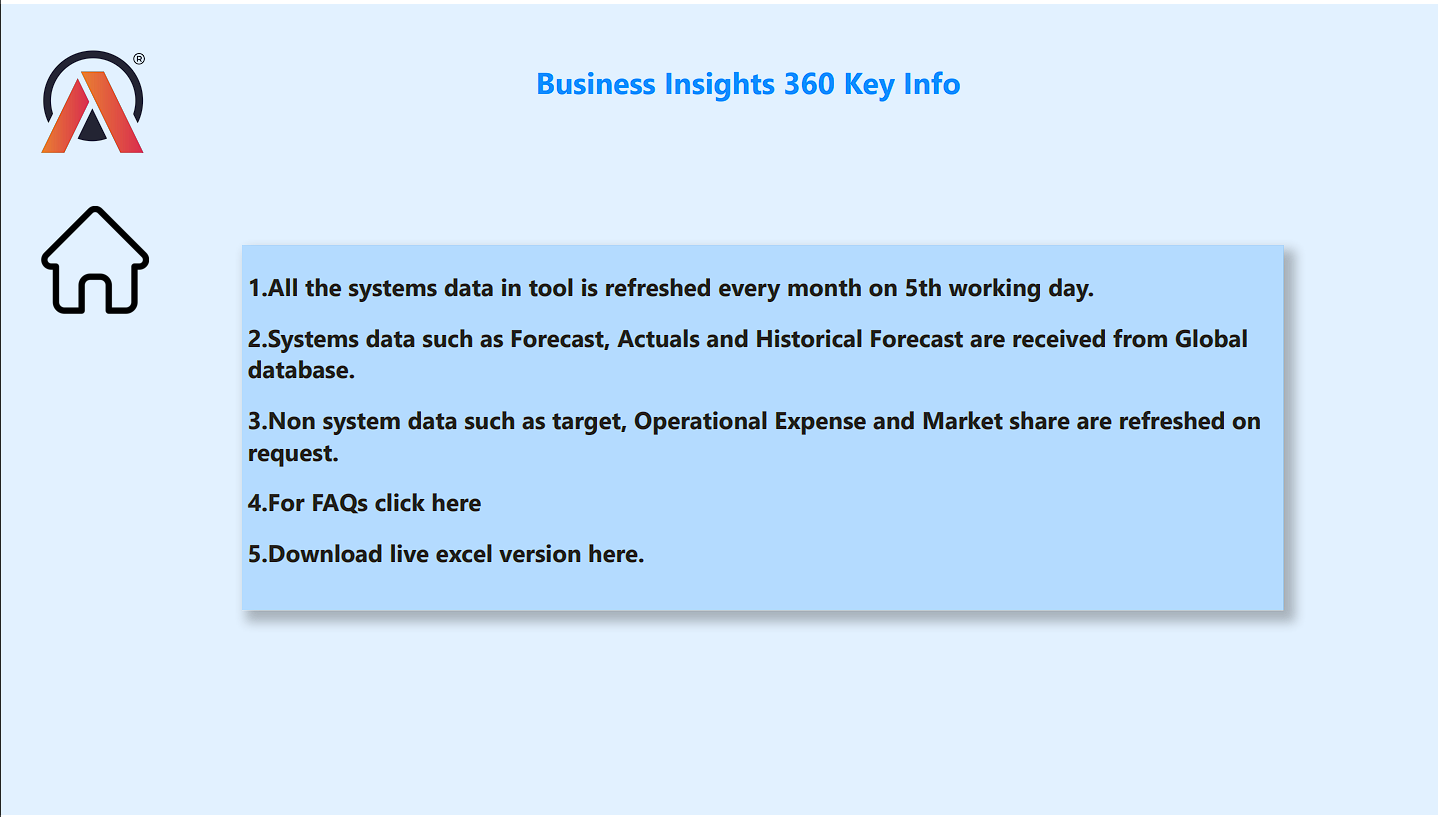 ®
Business Insights 360 Key Info
1.All the systems data in tool is refreshed every month on 5th working day.
2.Systems data such as Forecast, Actuals and Historical Forecast are received from Global
database.
3.Non system data such as target, Operational Expense and Market share are refreshed on
request.
4.For FAQs click here
5.Download live excel version here.